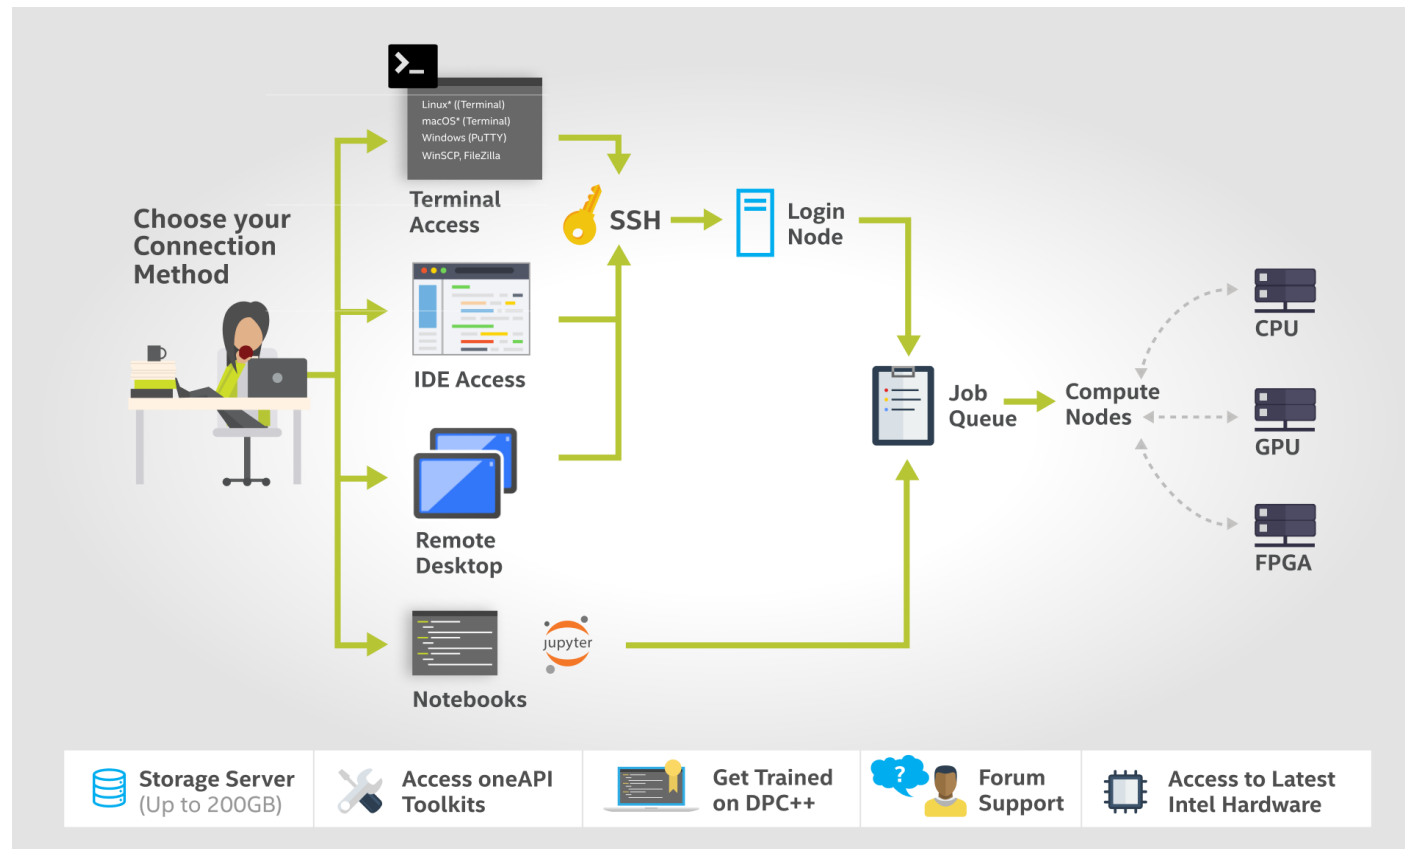 Linux* ((Terminal)
macOS* (Terminal)
Windows (PuTTY)
WinSCP, FileZilla
Terminal
Access
Choose your
Connection
Method
SSH
Login
Node
IDE Access
CPU
Job
Queue
Compute
Nodes
GPU
Remote
Desktop
FPGA
jupyter
Notebooks
Storage Server
(Up to 200GB)
Access oneAPI
Toolkits
Get Trained
on DPC++
?
Forum
Support
Access to Latest
Intel Hardware